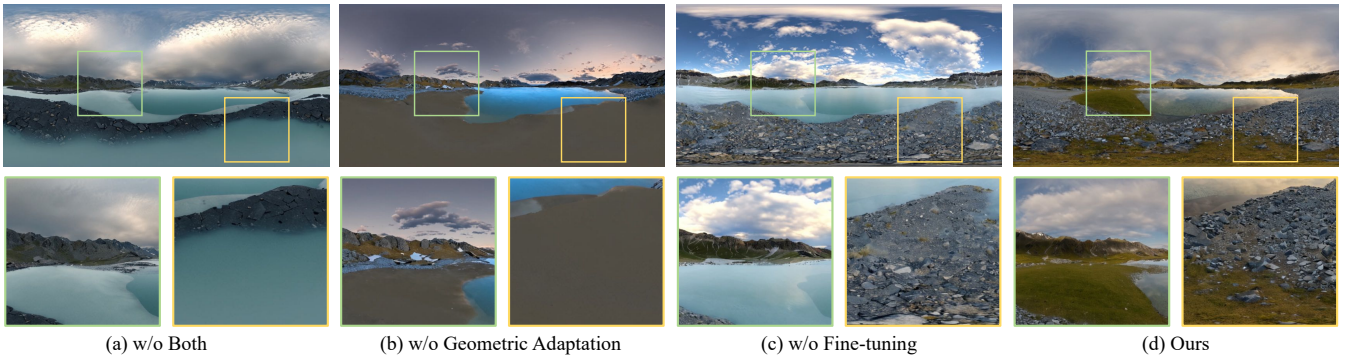 (a) w/o Both
(b) w/o Geometric Adaptation
(c) w/o Fine-tuning
(d) Ours